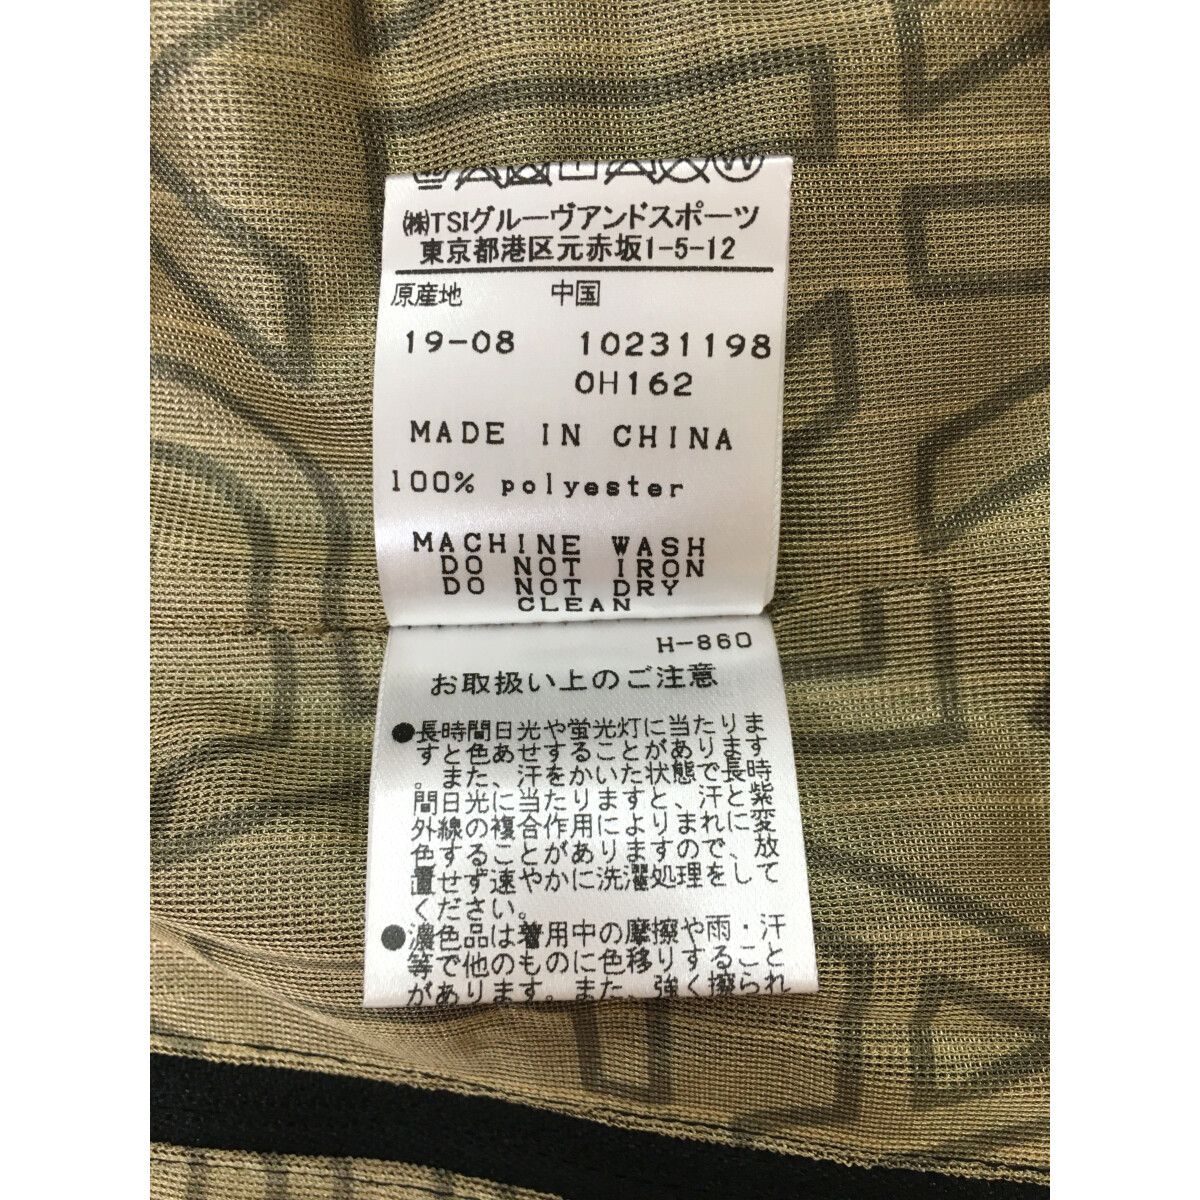 ㈱TSIグルーヴアンドスポーツ
東京都港区元赤坂1-5-12
原産地 中国
19-08 10231198
0H162
MADE IN CHINA
100% polyester
MACHINE WASH
DO NOT IRON
DO NOT DRY
CLEAN
H-860
お取扱い上のご注意
●長時間日光や蛍光灯に当たりま
すと色あせすることがあります
。また、汗をかいた状態で長時
間日光に当たりますと、汗と紫
外線の複合作用によりまれに変
色することがありますので、放
置せず速やかに洗濯処理をして
ください。
●濃色品は着用中の摩擦や雨・汗
等で他のものに色移りすること
があります。また、強く擦られ